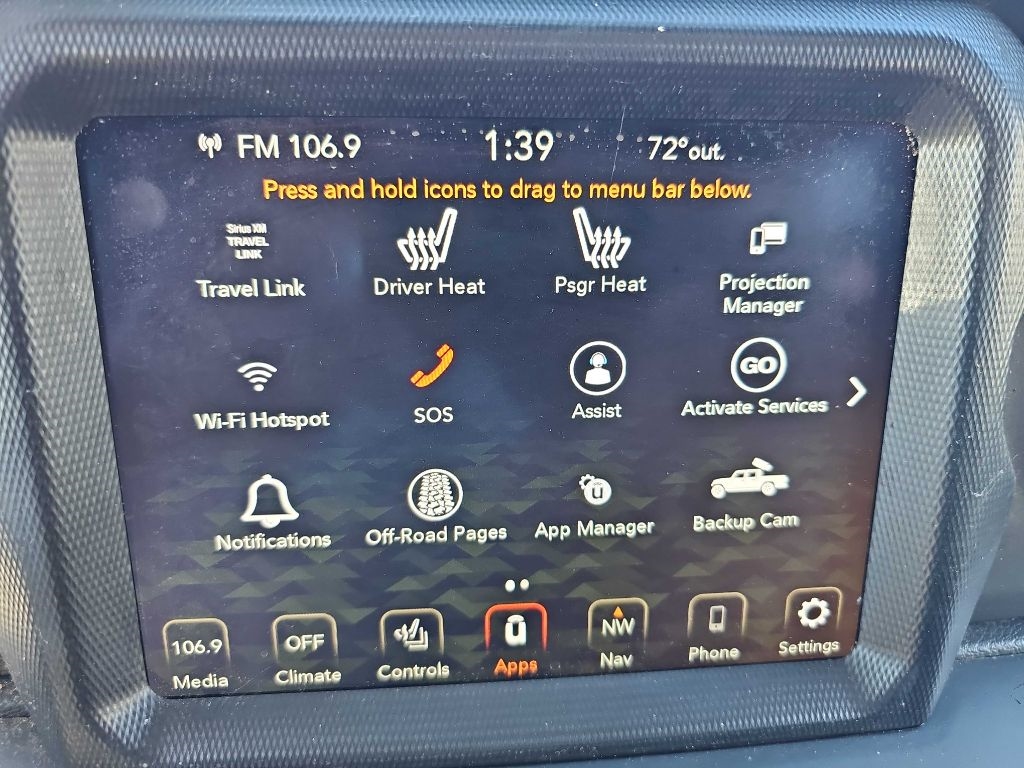 FM 106.9 1:39 72°out.
Press and hold icons to drag to menu bar below.
Sirius XM
TRAVEL
LINK
Travel Link
Driver Heat
Psgr Heat
Projection
Manager
Wi-Fi Hotspot
SOS
Assist
GO
Activate Services
Notifications
Off-Road Pages
App Manager
Backup Cam
106.9
Media
OFF
Climate
Controls
Apps
NW
Nav
Phone
Settings